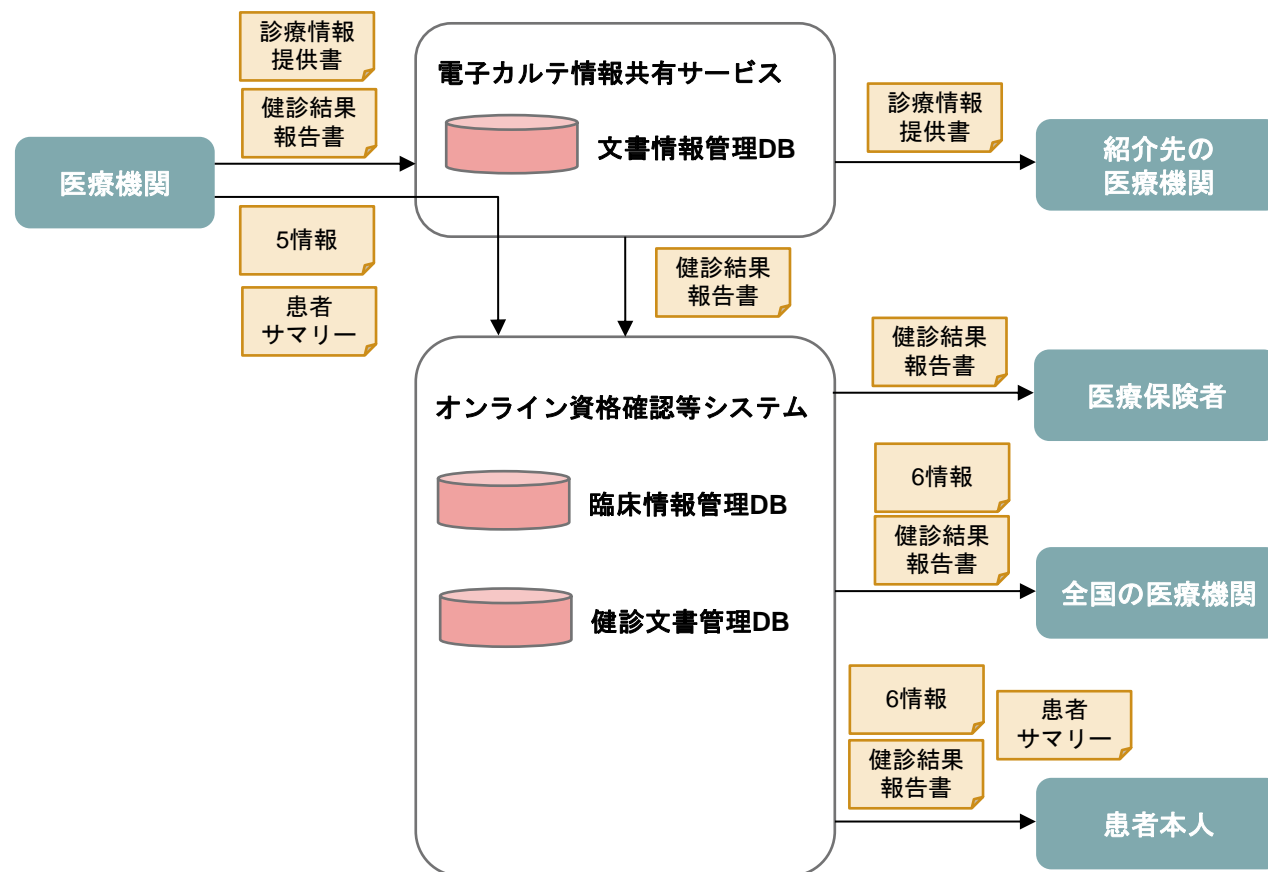 診療情報
提供書
健診結果
報告書
医療機関
5情報
患者
サマリー
電子カルテ情報共有サービス
文書情報管理DB
診療情報
提供書
紹介先の
医療機関
健診結果
報告書
オンライン資格確認等システム
臨床情報管理DB
健診文書管理DB
健診結果
報告書
医療保険者
6情報
健診結果
報告書
全国の医療機関
6情報
患者
サマリー
健診結果
報告書
患者本人